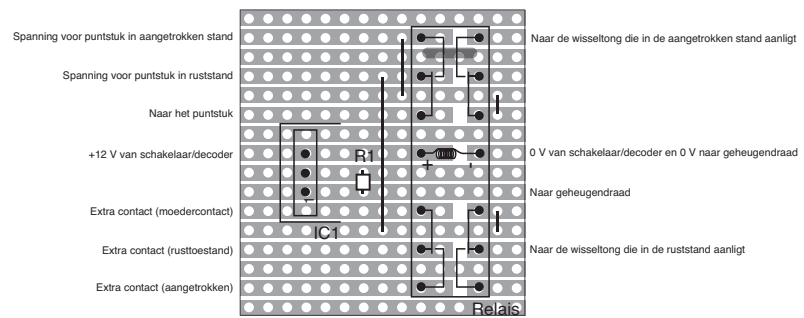 Spanning voor puntstuk in aangetrokken stand
Naar de wisseltong die in de aangetrokken stand aanligt
Spanning voor puntstuk in ruststand
Naar het puntstuk
+12 V van schakelaar/decoder
R1
+
-
0 V van schakelaar/decoder en 0 V naar geheugendraad
1
Naar geheugendraad
Extra contact (moedercontact)
IC1
Extra contact (rusttoestand)
Naar de wisseltong die in de ruststand aanligt
Extra contact (aangetrokken)
Relais